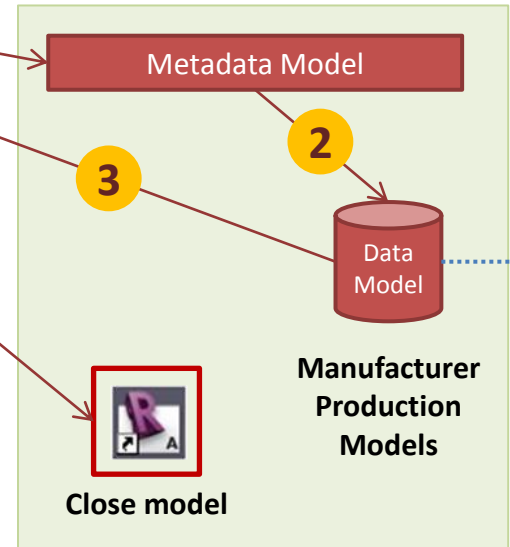 Metadata Model
2
3
Data
Model
Manufacturer
Production
Models
R
A
Close model